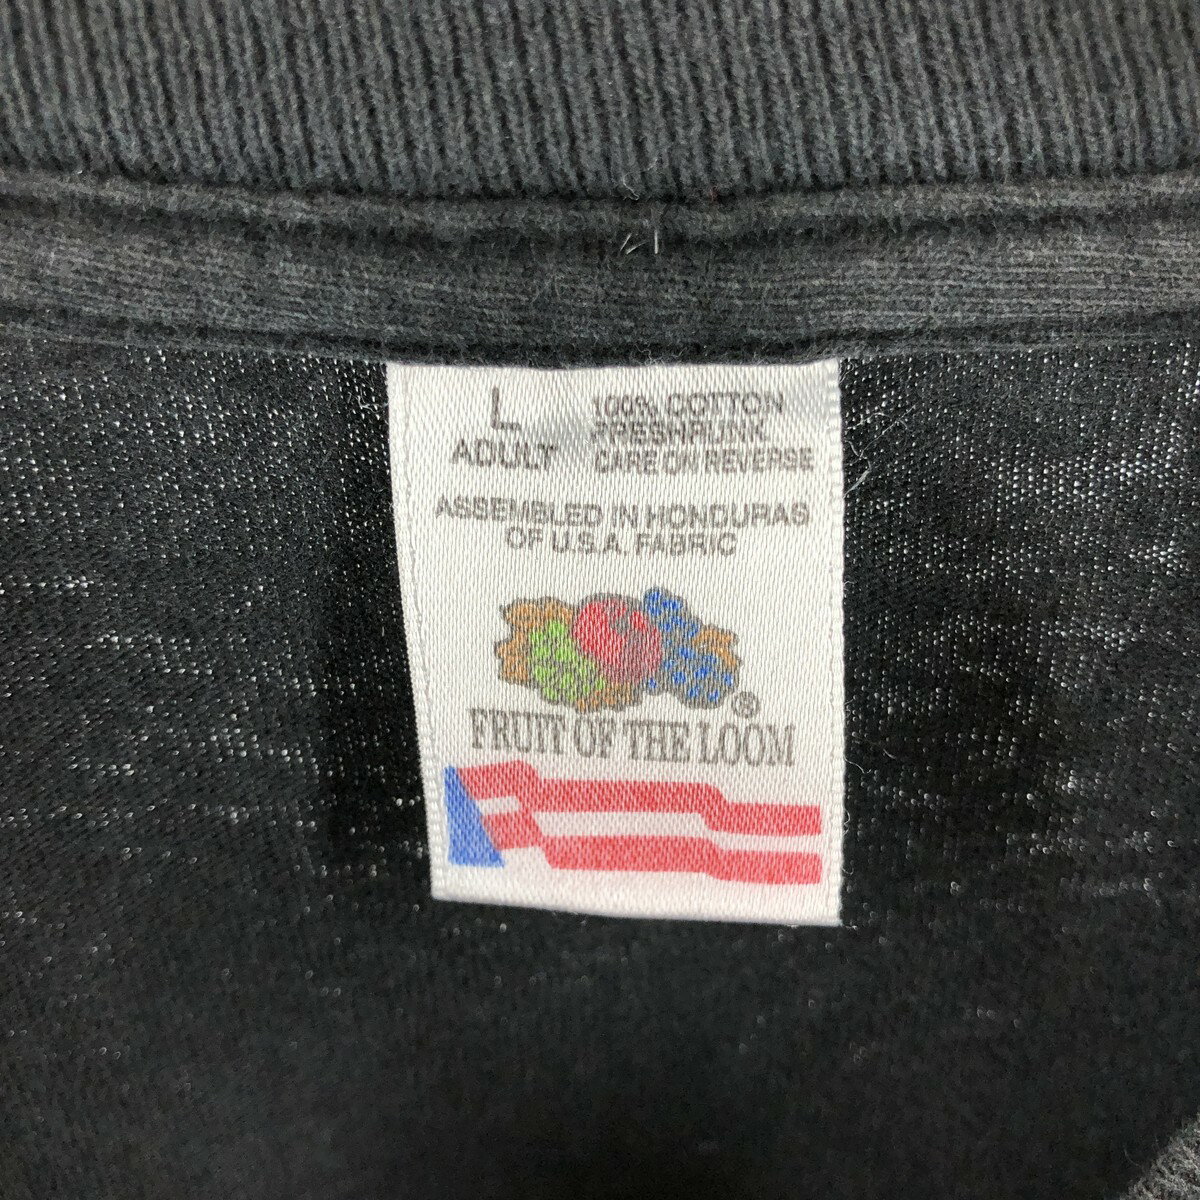 L
ADULT
100% COTTON
PRESHRUNK
CARE ON REVERSE
ASSEMBLED IN HONDURAS
OF U.S.A. FABRIC
®
FRUIT OF THE LOOM